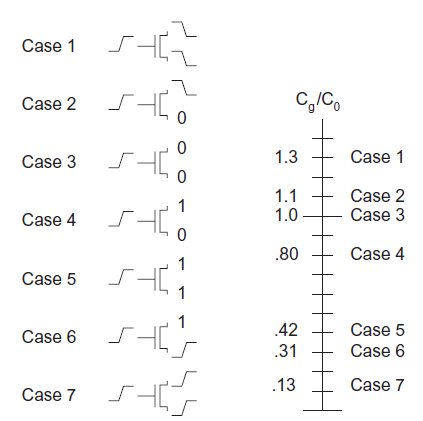 Case 1
Case 2
0
Case 3
0
0
Case 4
1
0
Case 5
1
1
Case 6
1
Case 7
Cg/C0
1.3 Case 1
1.1 Case 2
1.0 Case 3
.80 Case 4
.42 Case 5
.31 Case 6
.13 Case 7